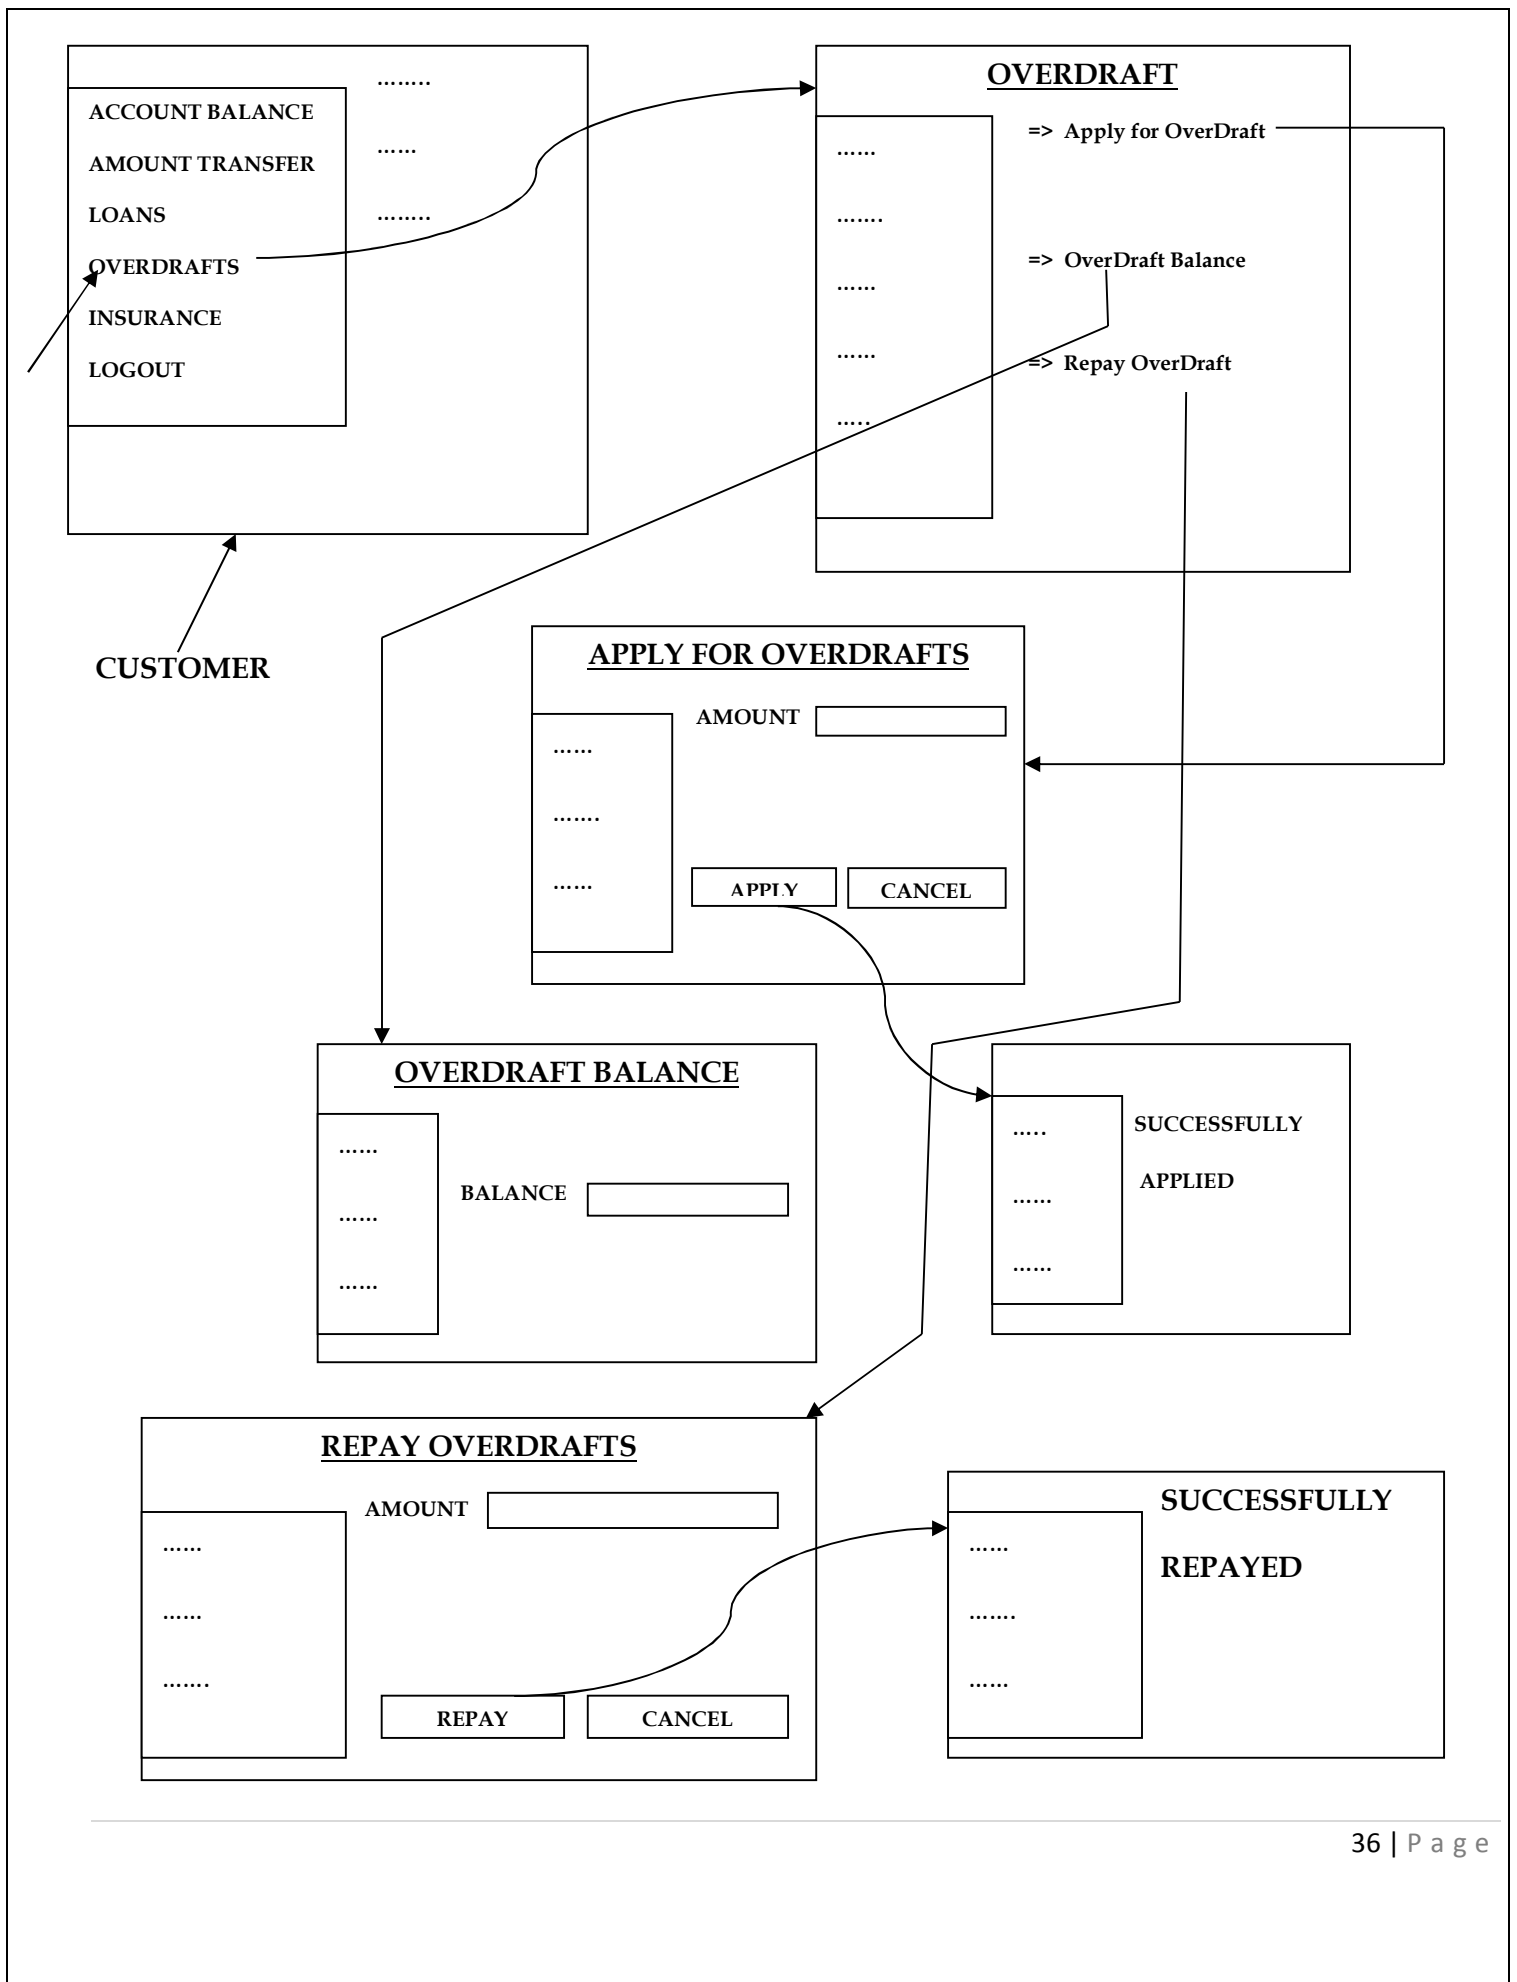 ……..
ACCOUNT BALANCE
……
AMOUNT TRANSFER
LOANS
……..
OVERDRAFTS
INSURANCE
LOGOUT
CUSTOMER
OVERDRAFT
=> Apply for OverDraft
……
…….
=> OverDraft Balance
……
……
=> Repay OverDraft
…..
APPLY FOR OVERDRAFTS
AMOUNT
……
…….
……
APPLY
CANCEL
OVERDRAFT BALANCE
……
BALANCE
……
……
…..
SUCCESSFULLY
APPLIED
……
……
REPAY OVERDRAFTS
AMOUNT
……
……
…….
REPAY
CANCEL
SUCCESSFULLY
……
REPAYED
…….
……
36 | Page